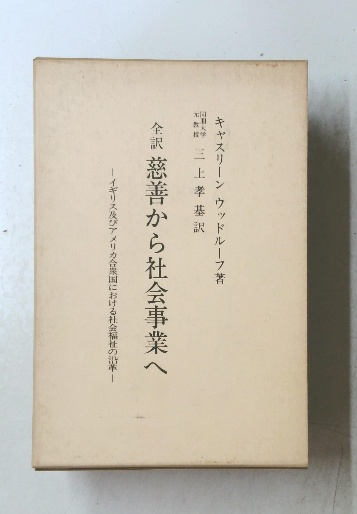 キャスリーン ウッドルーフ著
同朋大学
元教授
三上孝基訳
全訳 慈善から社会事業へ
―イギリス及びアメリカ合衆国における社会福祉の沿革―